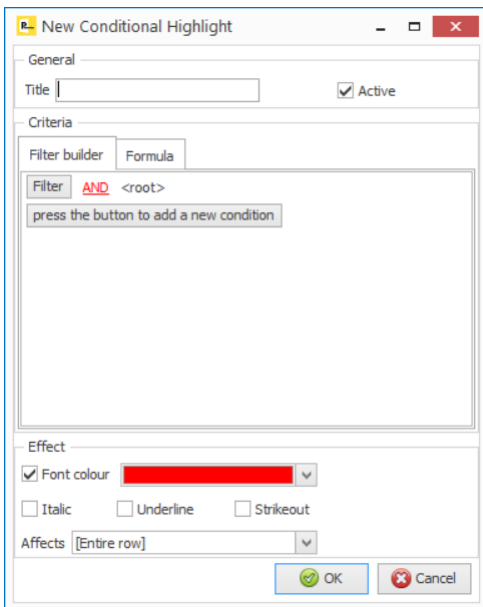 New Conditional Highlight
General
Title Active
Criteria
Filter builder Formula
Filter AND <root>
press the button to add a new condition
Effect
Font colour
Italic Underline Strikeout
Affects [Entire row]
OK Cancel